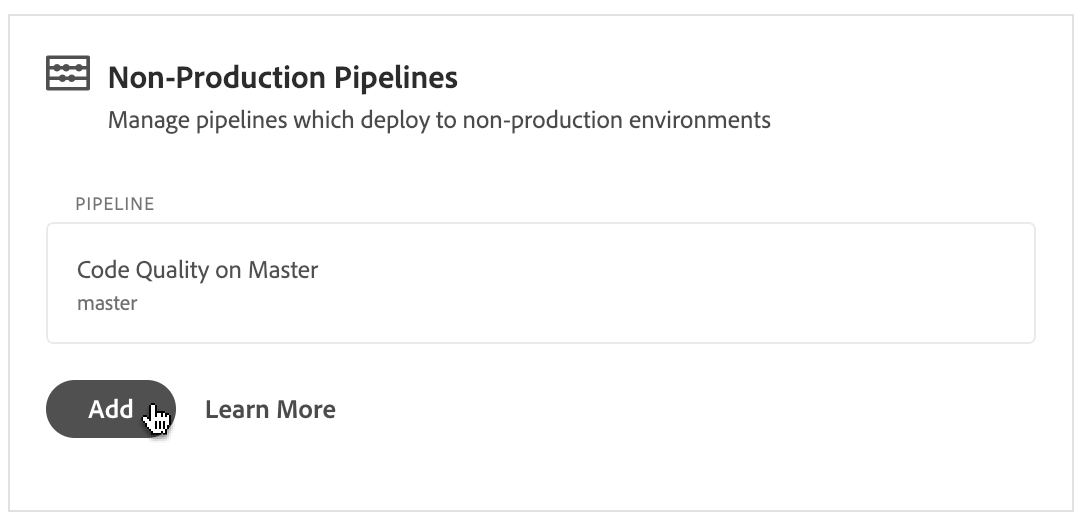 Non-Production Pipelines
Manage pipelines which deploy to non-production environments
PIPELINE
Code Quality on Master
master
Add
Learn More